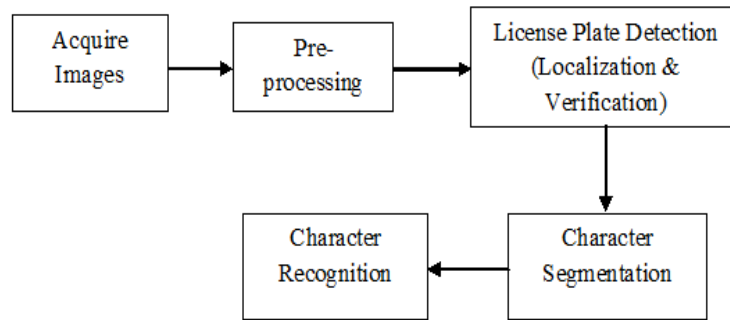 Acquire
Images
Pre-
processing
License Plate Detection
(Localization &
Verification)
Character
Segmentation
Character
Recognition